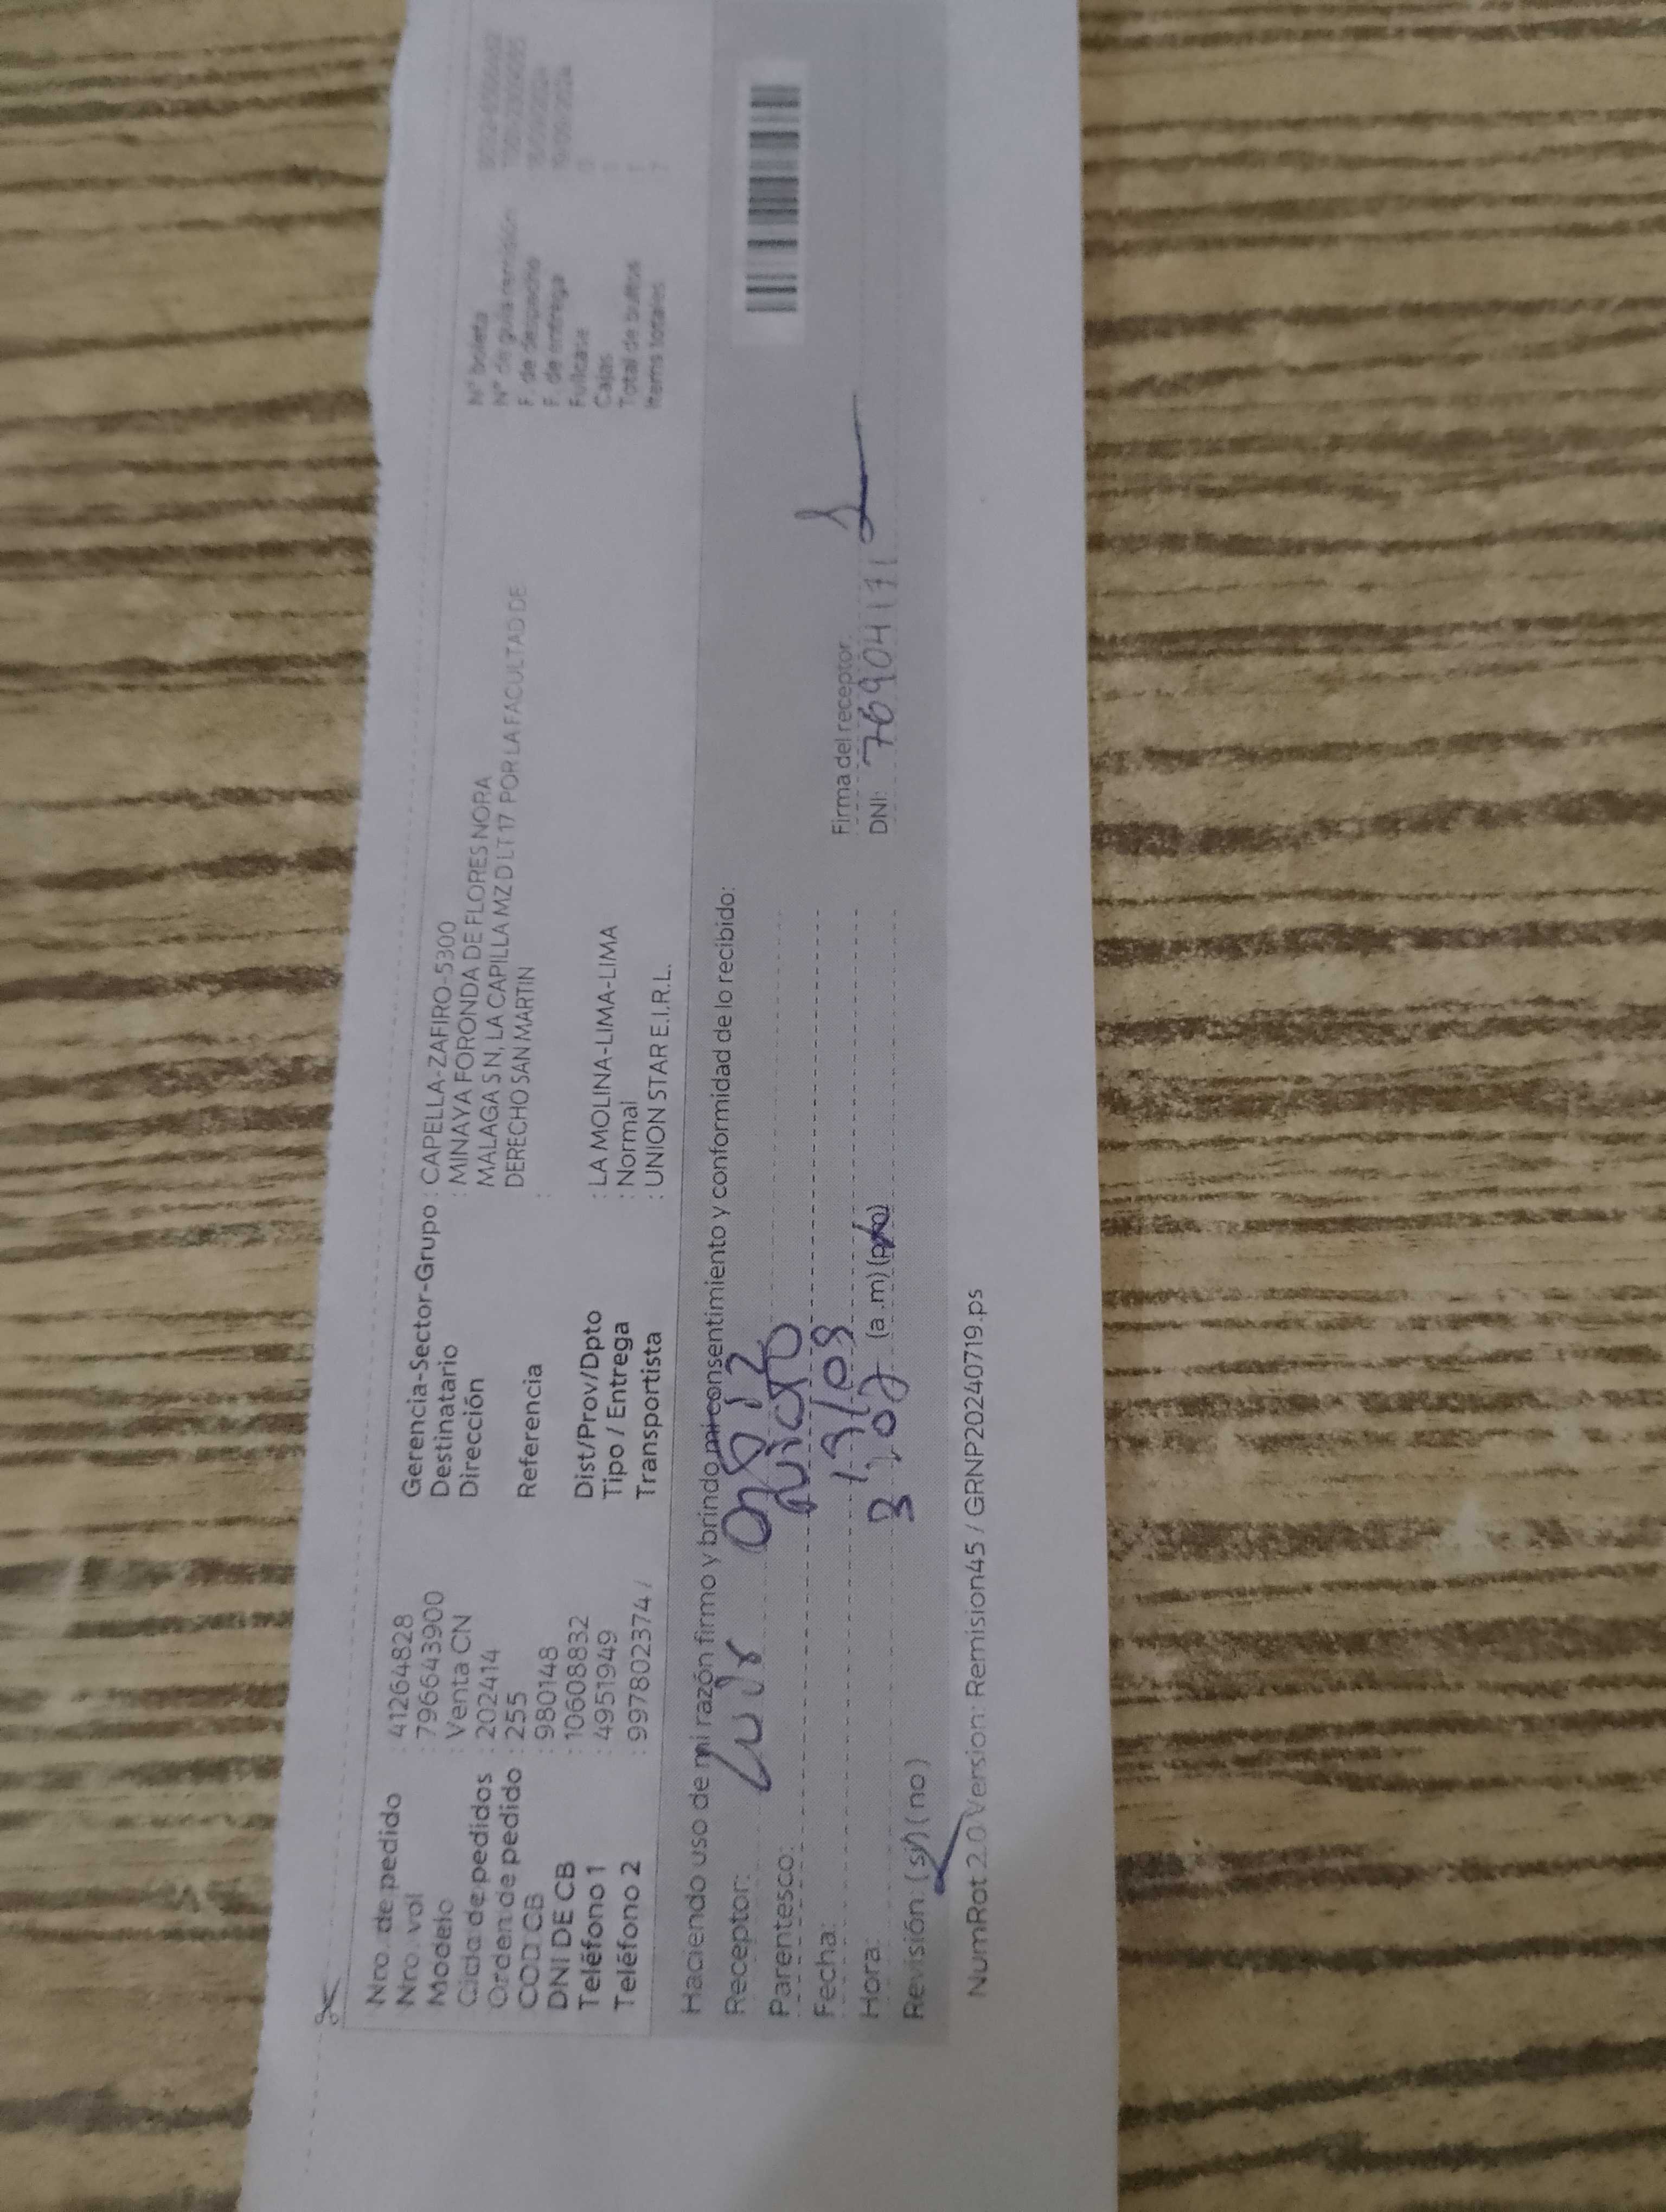 Nro. de pedido : 41264828
Nro. vol : 796643900
Modelo : Venta CN
Ciclo de pedidos : 202414
Orden de pedido : 255
COD CB : 980148
DNI DE CB : 10608832
Teléfono 1 : 4951949
Teléfono 2 : 997802374 /
Gerencia-Sector-Grupo : CAPELLA-ZAFIRO-5300
Destinatario : MINAYA FORONDA DE FLORES NORA
Dirección MALAGA S N, LA CAPILLA MZ D LT 17 POR LA FACULTAD DE
DERECHO SAN MARTIN
Referencia :
Dist/Prov/Dpto : LA MOLINA-LIMA-LIMA
Tipo / Entrega : Normal
Transportista : UNION STAR E.I.R.L.
N° boleta
N° de guía remisión
F. de despacho
F. de entrega
Fullcase
Cajas
Total de bultos
Items totales
Haciendo uso de mi razón firmo y brindo mi consentimiento y conformidad de lo recibido:
Receptor:
Parentesco:
Fecha: 19/09
Hora: (a.m)
Revisión: (si) (no)
Firma del receptor:
DNI: 76904171
NumRot 2.0 Version: Remision45 / GRNP20240719.ps